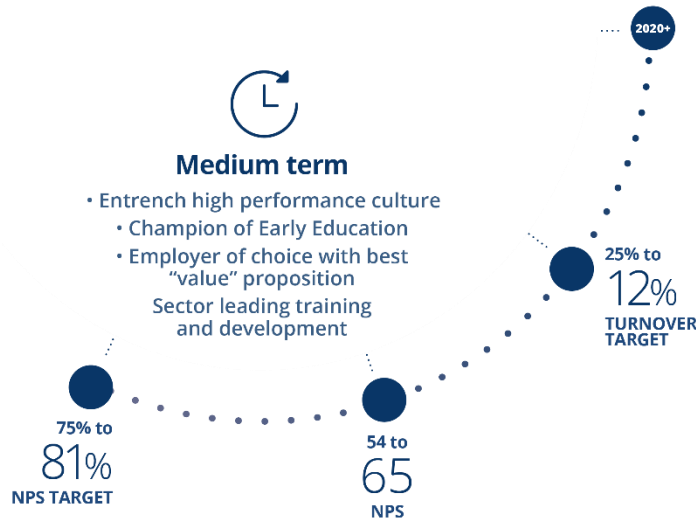 2020+
Medium term
• Entrench high performance culture
• Champion of Early Education
• Employer of choice with best
“value” proposition
Sector leading training
and development
25% to
12%
TURNOVER
TARGET
75% to
81%
NPS TARGET
54 to
65
NPS